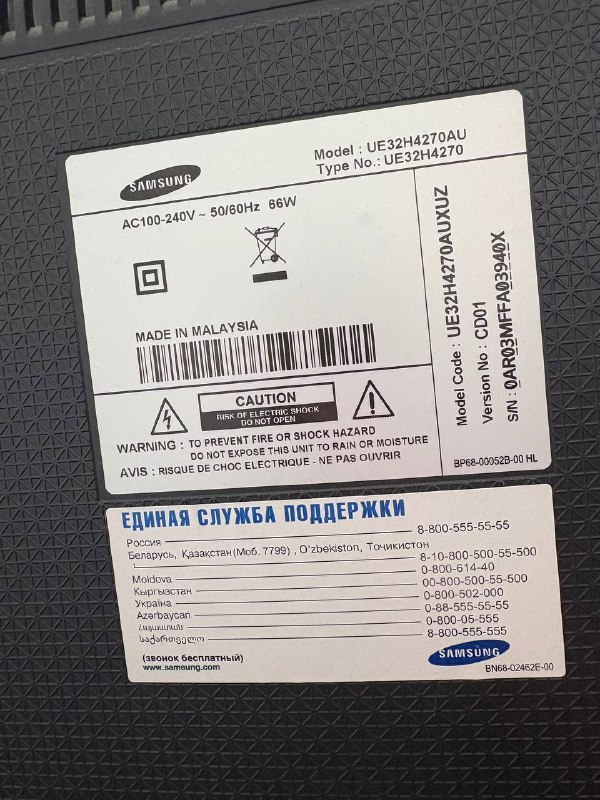 SAMSUNG
Model : UE32H4270AU
Type No.: UE32H4270
AC100-240V ~ 50/60Hz 66W
MADE IN MALAYSIA
CAUTION
RISK OF ELECTRIC SHOCK
DO NOT OPEN
WARNING : TO PREVENT FIRE OR SHOCK HAZARD
DO NOT EXPOSE THIS UNIT TO RAIN OR MOISTURE
AVIS : RISQUE DE CHOC ELECTRIQUE - NE PAS OUVRIR
Model Code : UE32H4270AUXUZ
Version No : CD01
S/N : 0AR03MFFA03940X
BP68-00052B-00 HL
ЕДИНАЯ СЛУЖБА ПОДДЕРЖКИ
Россия 8-800-555-55-55
Беларусь, Казахстан(Моб. 7799) , O'zbekiston, Тоҷикистон
8-10-800-500-55-500
Moldova 0-800-614-40
Кыргызстан 00-800-500-55-500
Україна 0-800-502-000
Azərbaycan 0-88-555-55-55
Հայաստան 0-800-05-555
საქართველო 8-800-555-555
(звонок бесплатный)
www.samsung.com
SAMSUNG
BN68-02462E-00